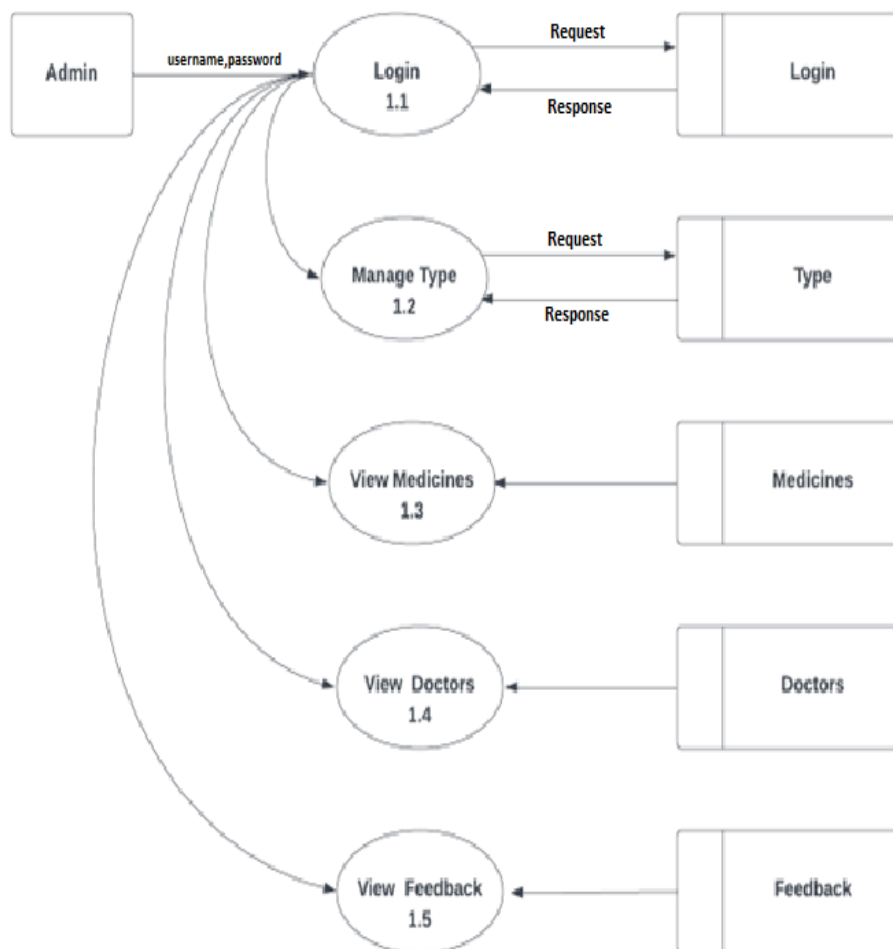 Admin
username,password
Login
1.1
Request
Response
Login
Manage Type
1.2
Request
Response
Type
View Medicines
1.3
Medicines
View Doctors
1.4
Doctors
View Feedback
1.5
Feedback